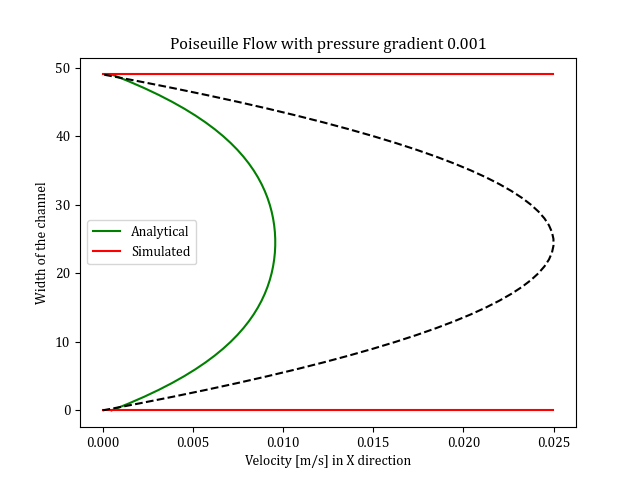 Poiseuille Flow with pressure gradient 0.001
50
40
30
20
10
0
Width of the channel
Analytical
Simulated
0.000
0.005
0.010
0.015
0.020
0.025
Velocity [m/s] in X direction